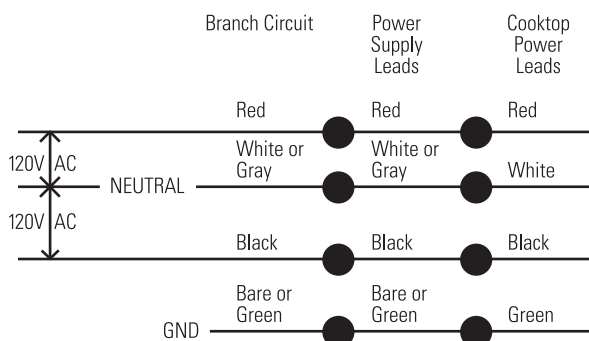 Branch Circuit Power Supply Leads Cooktop Power Leads
Red Red Red
120V AC
White or Gray White or Gray White
NEUTRAL
120V AC
Black Black Black
Bare or Green Bare or Green Green
GND